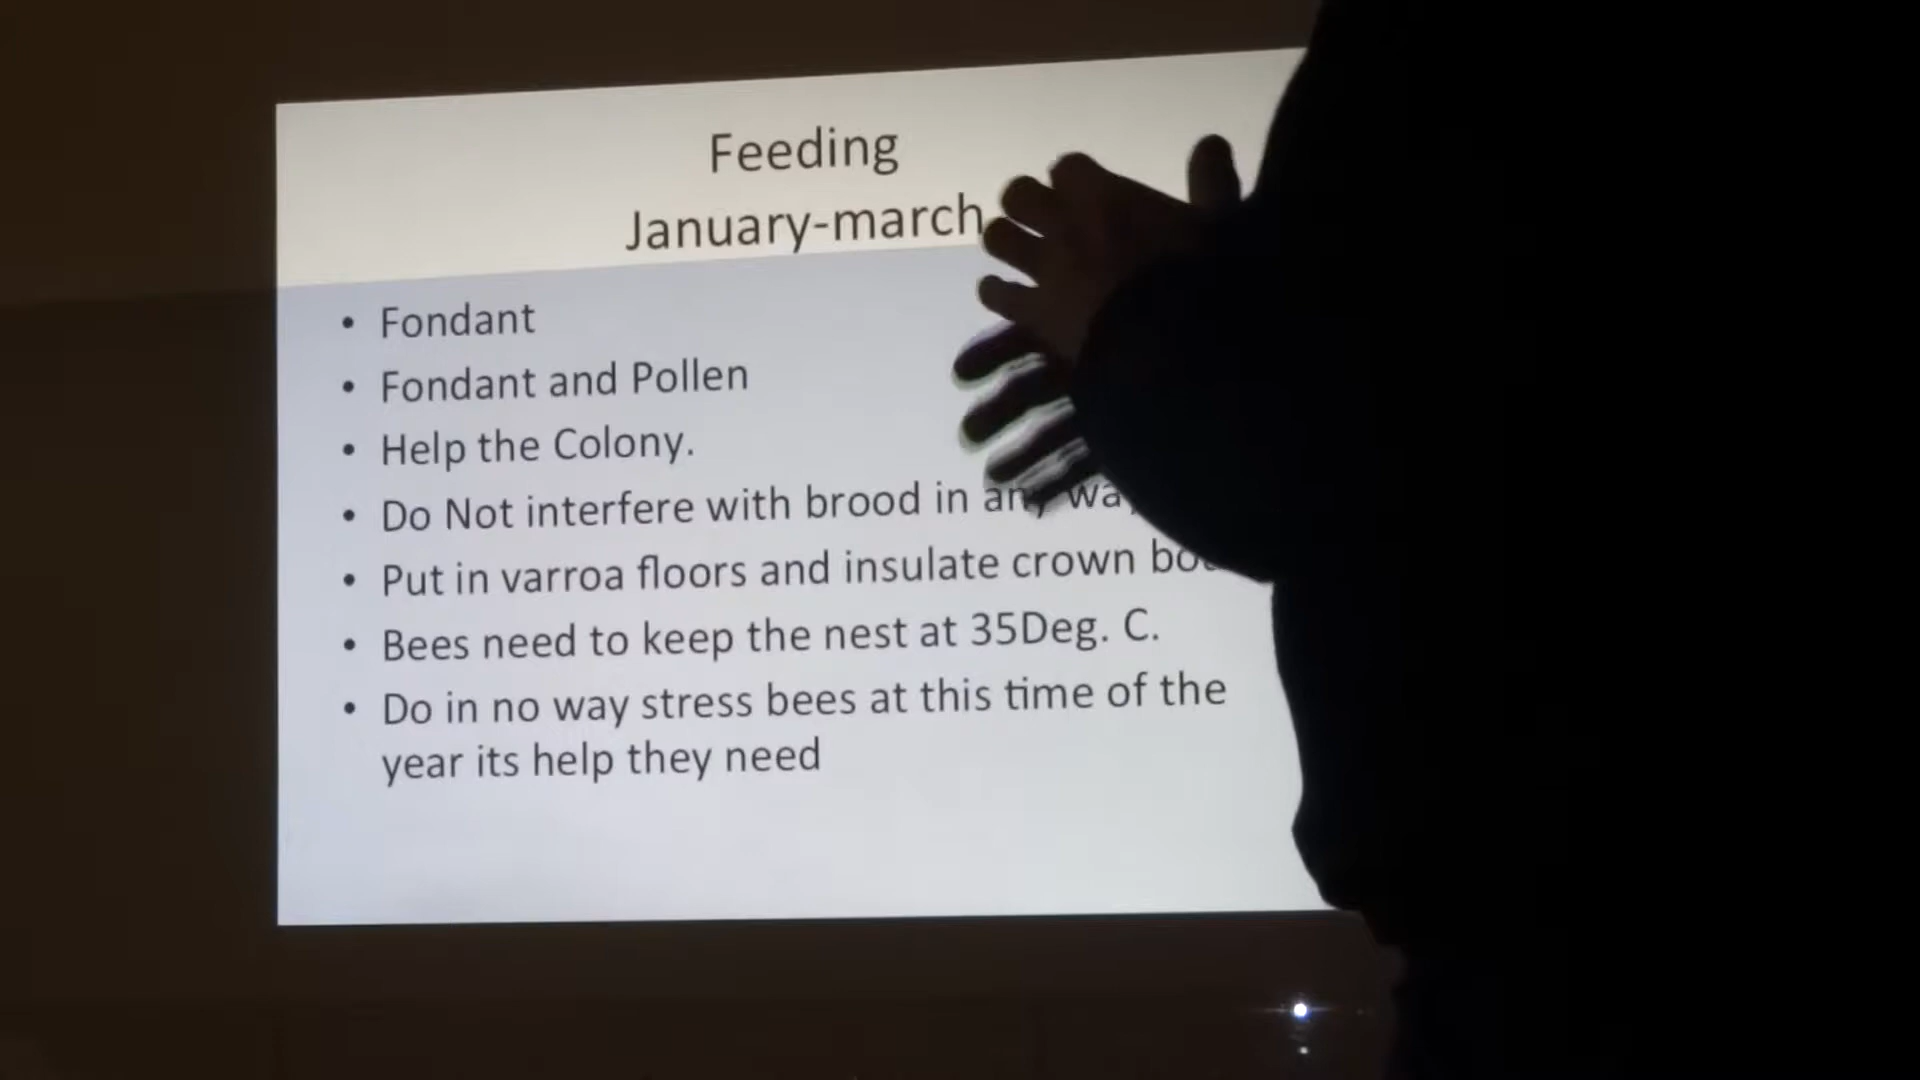 Feeding
January-march
• Fondant
• Fondant and Pollen
• Help the Colony.
• Do Not interfere with brood in any way
• Put in varroa floors and insulate crown
• Bees need to keep the nest at 35Deg. C.
• Do in no way stress bees at this time of the
year its help they need